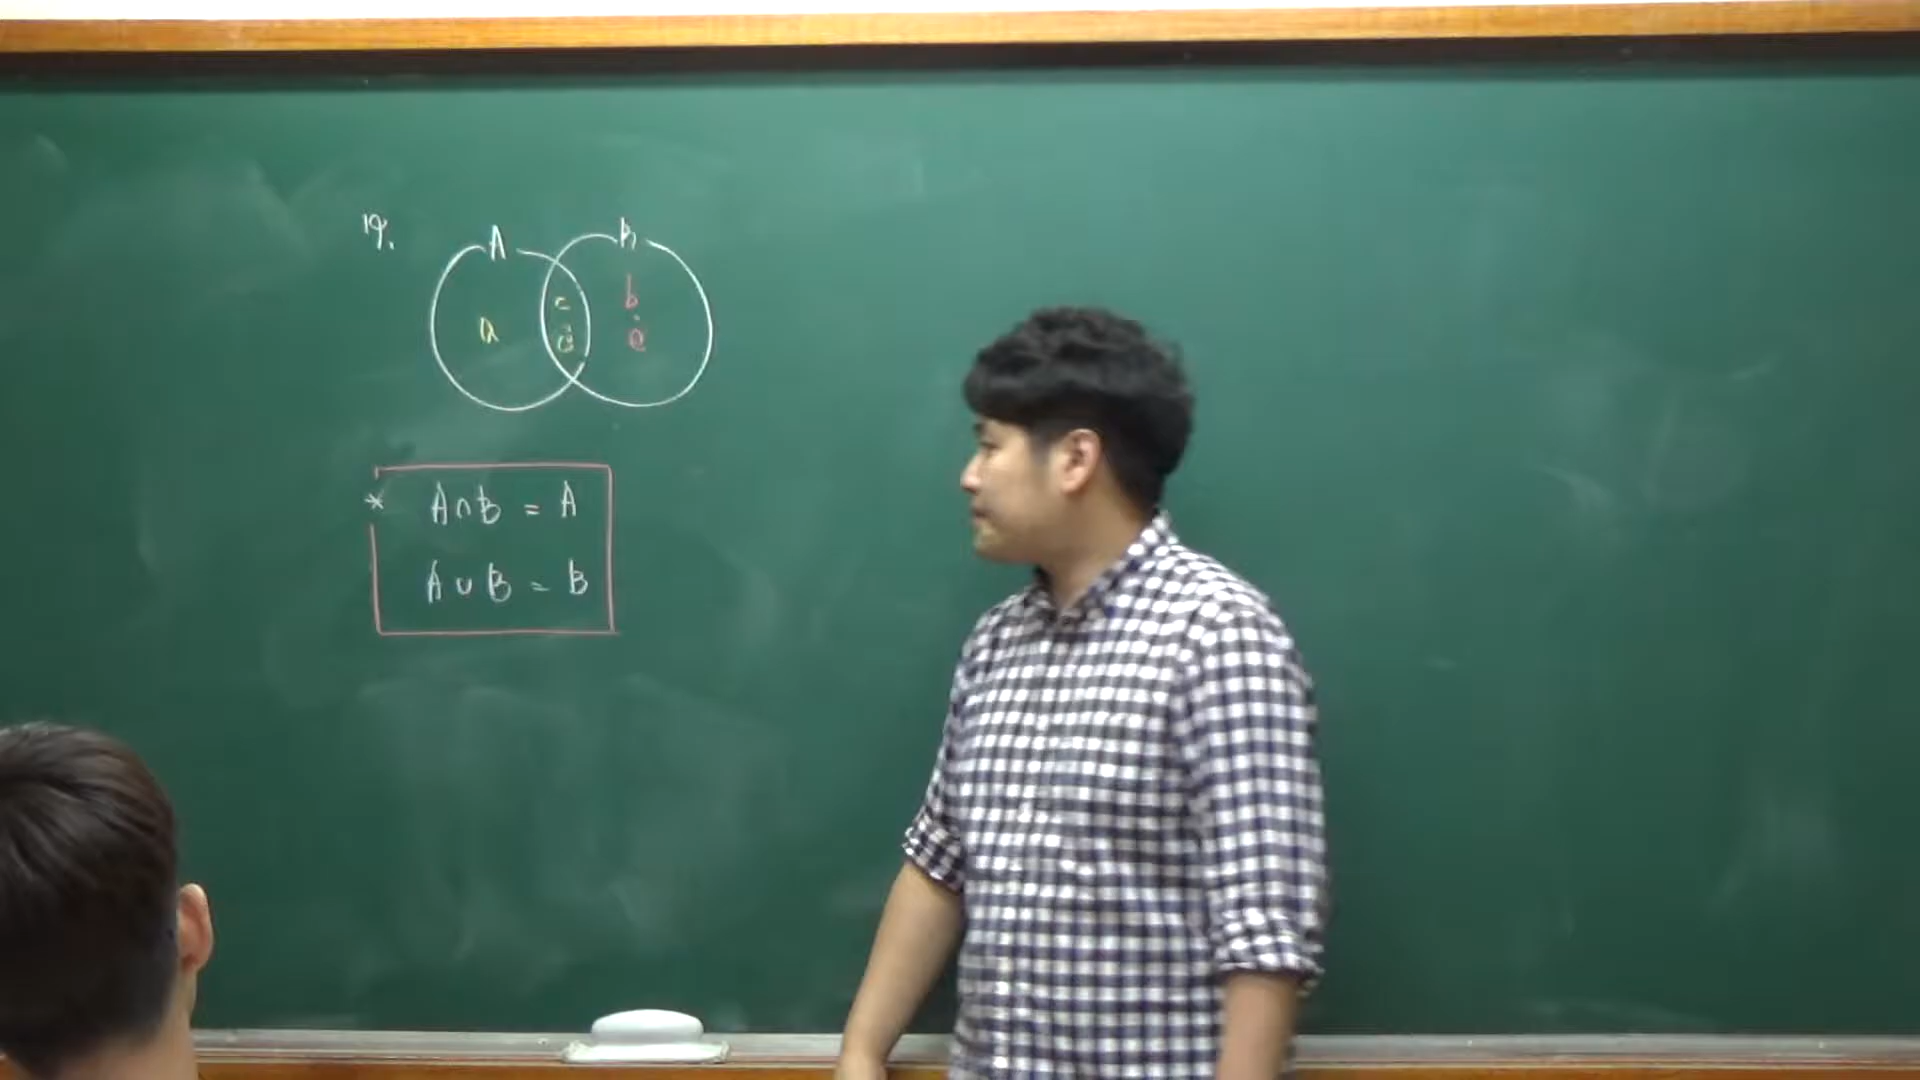 19.
A B
a c d b e
* A∩B = A
A∪B = B